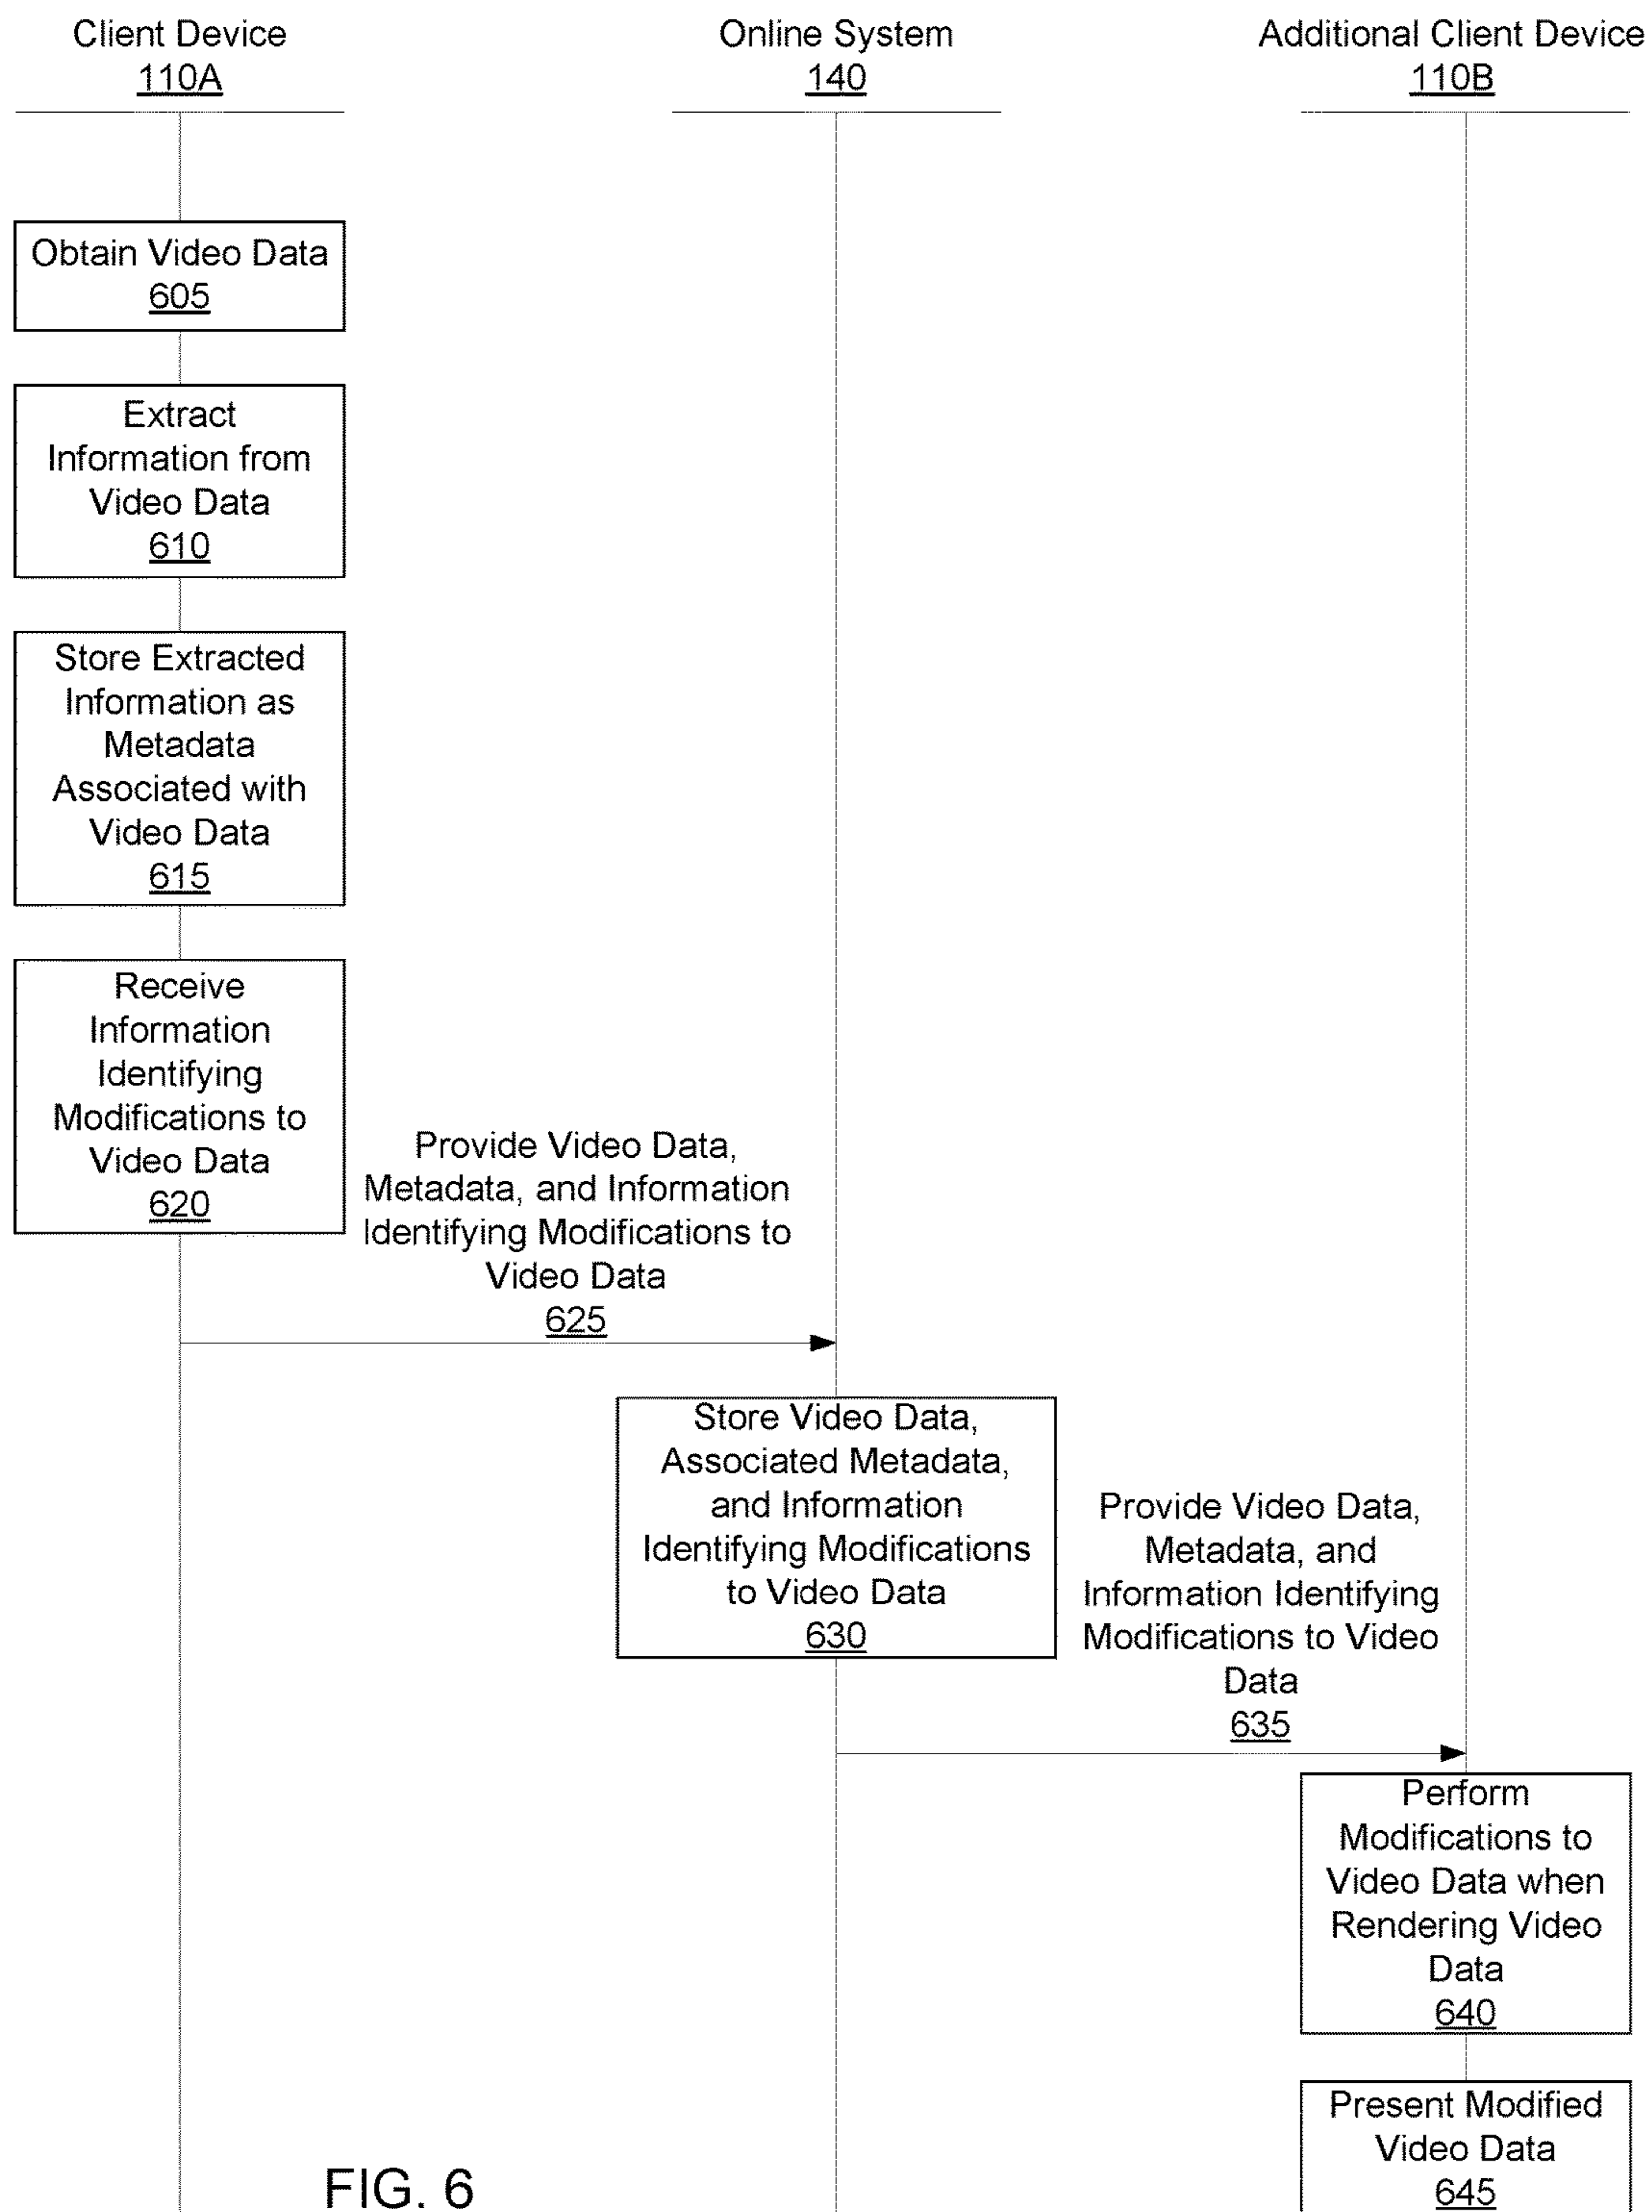 Client Device
110A
Online System
140
Additional Client Device
110B
Obtain Video Data
605
Extract
Information from
Video Data
610
Store Extracted
Information as
Metadata
Associated with
Video Data
615
Receive
Information
Identifying
Modifications to
Video Data
620
Provide Video Data,
Metadata, and Information
Identifying Modifications to
Video Data
625
Store Video Data,
Associated Metadata,
and Information
Identifying Modifications
to Video Data
630
Provide Video Data,
Metadata, and
Information Identifying
Modifications to Video
Data
635
Perform
Modifications to
Video Data when
Rendering Video
Data
640
Present Modified
Video Data
645
FIG. 6